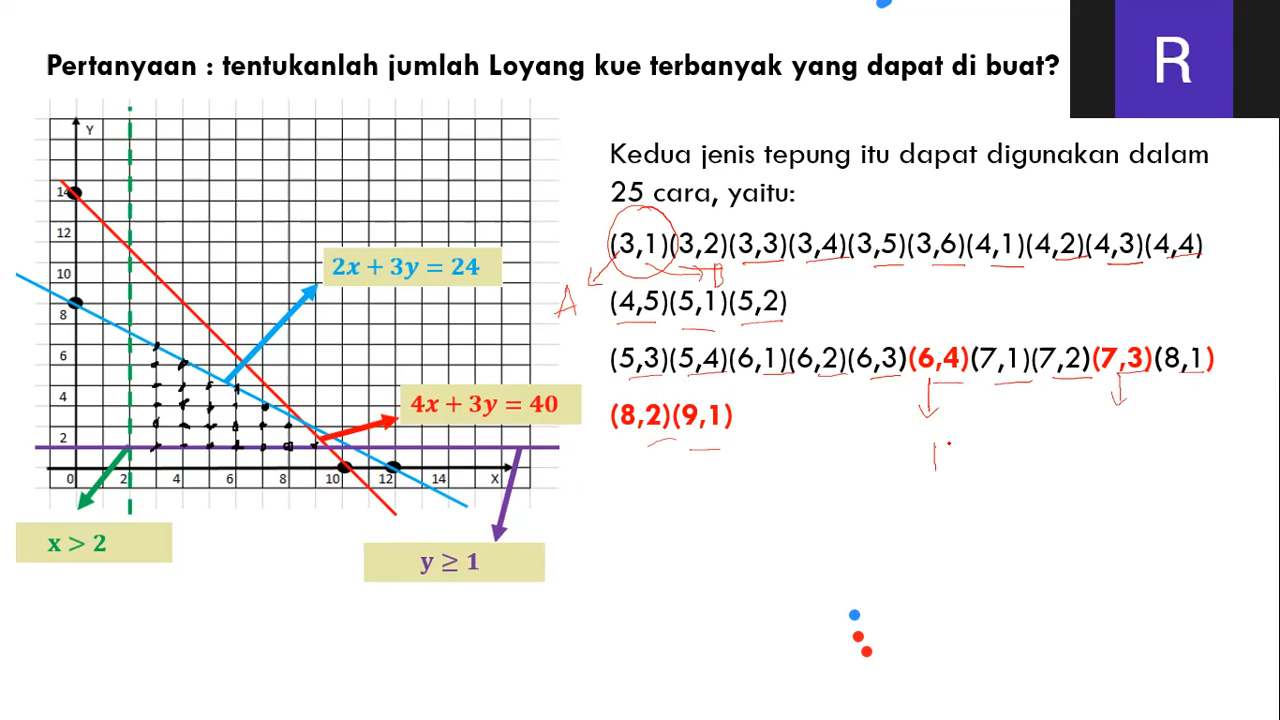 R
Pertanyaan : tentukanlah jumlah Loyang kue terbanyak yang dapat di buat?
Y
14
12
10
8
6
4
2
0 2 4 6 8 10 12 14 X
2x + 3y = 24
4x + 3y = 40
x > 2
y ≥ 1
Kedua jenis tepung itu dapat digunakan dalam
25 cara, yaitu:
(3,1)(3,2)(3,3)(3,4)(3,5)(3,6)(4,1)(4,2)(4,3)(4,4)
A B
(4,5)(5,1)(5,2)
(5,3)(5,4)(6,1)(6,2)(6,3)(6,4)(7,1)(7,2)(7,3)(8,1)
(8,2)(9,1)